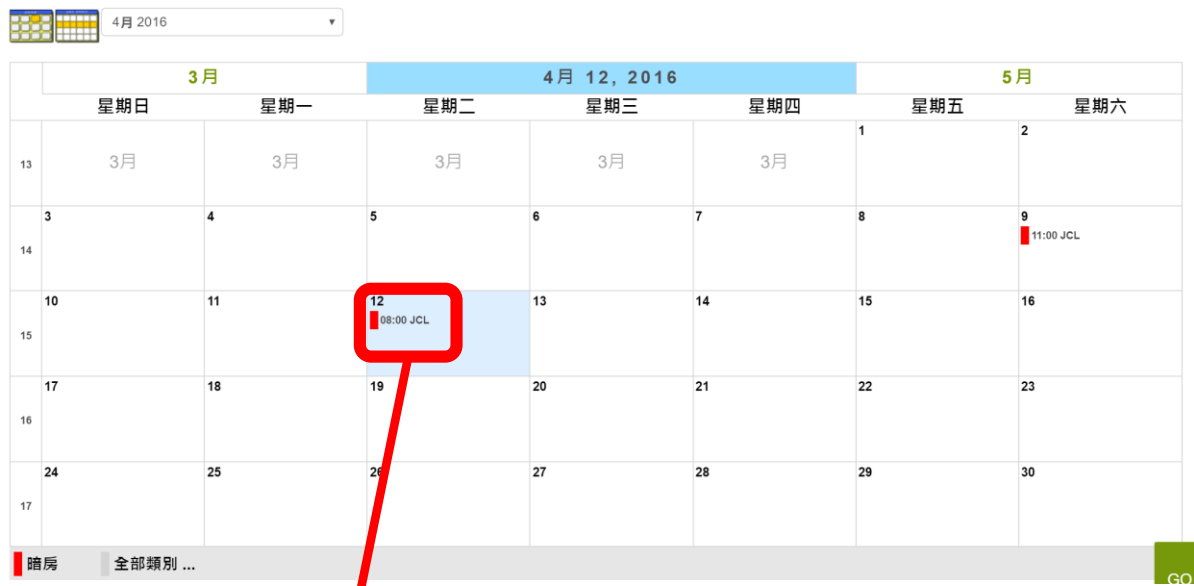 4月 2016
3月 4月 12, 2016 5月
星期日 星期一 星期二 星期三 星期四 星期五 星期六
1 2
13 3月 3月 3月 3月 3月
3 4 5 6 7 8 9
11:00 JCL
14
10 11 12 13 14 15 16
08:00 JCL
15
17 18 19 20 21 22 23
16
24 25 26 27 28 29 30
17
暗房 全部類別 ...
GO